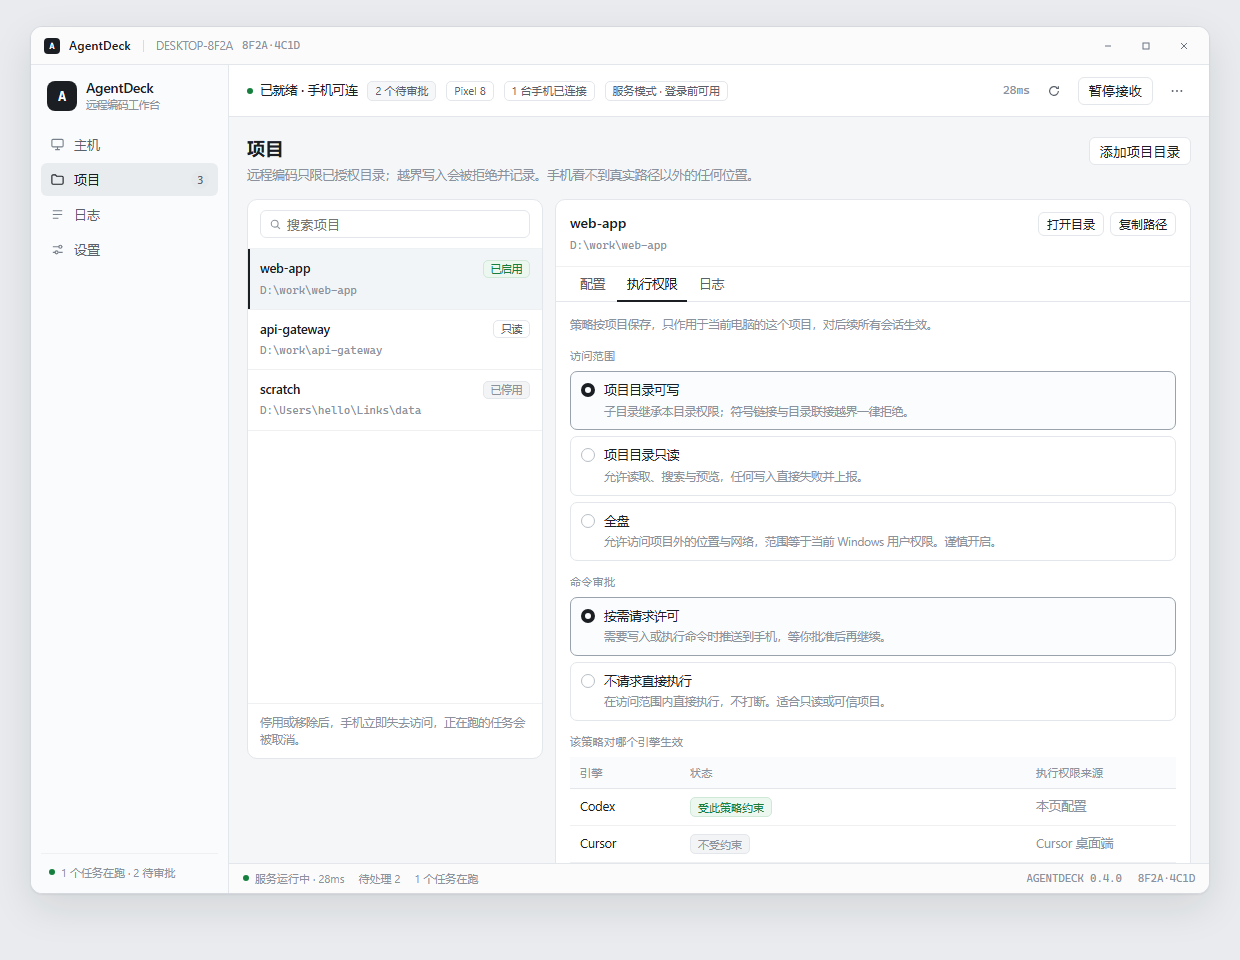 A AgentDeck DESKTOP-8F2A 8F2A·4C1D
A AgentDeck
远程编码工作台
主机
项目 3
日志
设置
1 个任务在跑 · 2 待审批
已就绪 · 手机可连 2 个待审批 Pixel 8 1 台手机已连接 服务模式 · 登录前可用 28ms 暂停接收
项目
远程编码只限已授权目录；越界写入会被拒绝并记录。手机看不到真实路径以外的任何位置。
添加项目目录
搜索项目
web-app 已启用
D:\work\web-app
api-gateway 只读
D:\work\api-gateway
scratch 已停用
D:\Users\hello\Links\data
停用或移除后，手机立即失去访问，正在跑的任务会
被取消。
web-app 打开目录 复制路径
D:\work\web-app
配置 执行权限 日志
策略按项目保存，只作用于当前电脑的这个项目，对后续所有会话生效。
访问范围
项目目录可写
子目录继承本目录权限；符号链接与目录联接越界一律拒绝。
项目目录只读
允许读取、搜索与预览，任何写入直接失败并上报。
全盘
允许访问项目外的位置与网络，范围等于当前 Windows 用户权限。谨慎开启。
命令审批
按需请求许可
需要写入或执行命令时推送到手机，等你批准后再继续。
不请求直接执行
在访问范围内直接执行，不打断。适合只读或可信项目。
该策略对哪个引擎生效
引擎 状态 执行权限来源
Codex 受此策略约束 本页配置
Cursor 不受约束 Cursor 桌面端
服务运行中 · 28ms 待处理 2 1 个任务在跑 AGENTDECK 0.4.0 8F2A·4C1D